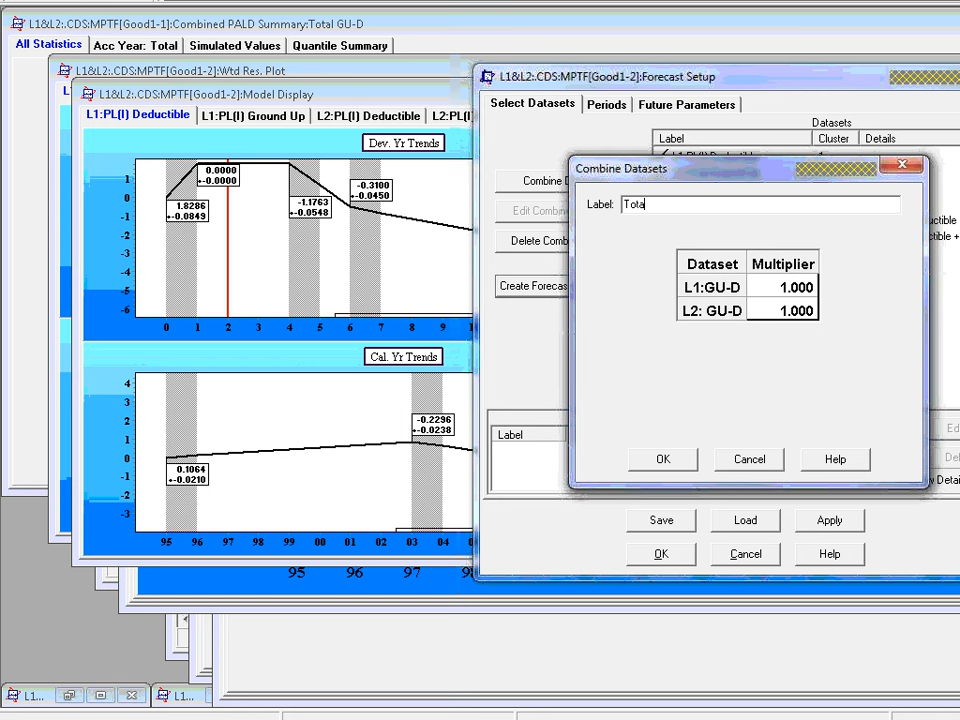 L1&L2:.CDS:MPTF[Good1-1]:Combined PALD Summary:Total GU-D
All Statistics Acc Year: Total Simulated Values Quantile Summary
L1&L2:.CDS:MPTF[Good1-2]:Wtd Res. Plot
L1&L2:.CDS:MPTF[Good1-2]:Model Display
L1:PL(I) Deductible L1:PL(I) Ground Up L2:PL(I) Deductible L2:PL(I
Dev. Yr Trends
1
0
-1
-2
-3
-4
-5
-6
0.0000
+-0.0000
1.8286
+-0.0849
-1.1763
+-0.0548
-0.3100
+-0.0450
0 1 2 3 4 5 6 7 8 9
Cal. Yr Trends
4
3
2
1
0
-1
-2
-3
0.1064
+-0.0210
-0.2296
+-0.0238
95 96 97 98 99 00 01 02 03 04
95 96 97
L1&L2:.CDS:MPTF[Good1-2]:Forecast Setup
Select Datasets Periods Future Parameters
Datasets
Label Cluster Details
Combine D
Edit Combin
Delete Comb
Create Forecas
Label
Combine Datasets
Label: Tota
Dataset Multiplier
L1:GU-D 1.000
L2: GU-D 1.000
OK Cancel Help
Save Load Apply
OK Cancel Help
L1... L1...